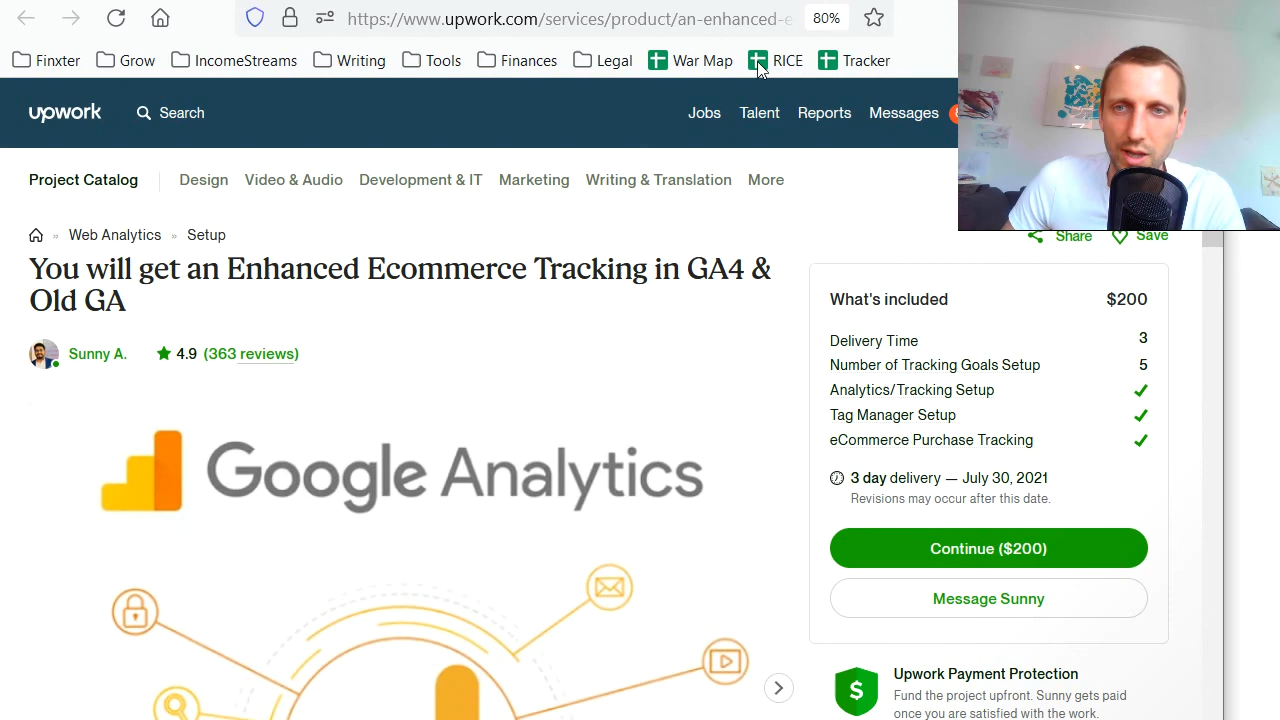 https://www.upwork.com/services/product/an-enhanced-e
80%
Finxter Grow IncomeStreams Writing Tools Finances Legal War Map RICE Tracker
upwork Search Jobs Talent Reports Messages
Project Catalog Design Video & Audio Development & IT Marketing Writing & Translation More
Web Analytics » Setup
Share Save
You will get an Enhanced Ecommerce Tracking in GA4 &
Old GA
Sunny A. 4.9 (363 reviews)
Google Analytics
What's included $200
Delivery Time 3
Number of Tracking Goals Setup 5
Analytics/Tracking Setup
Tag Manager Setup
eCommerce Purchase Tracking
3 day delivery — July 30, 2021
Revisions may occur after this date.
Continue ($200)
Message Sunny
Upwork Payment Protection
Fund the project upfront. Sunny gets paid
once you are satisfied with the work.